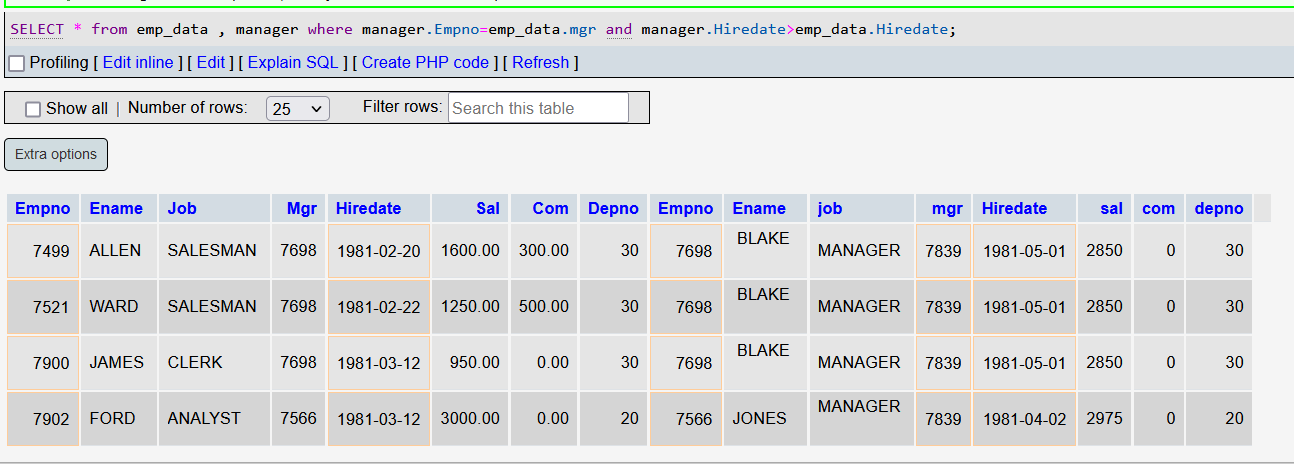 SELECT * from emp_data , manager where manager.Empno=emp_data.mgr and manager.Hiredate>emp_data.Hiredate;
Profiling [ Edit inline ] [ Edit ] [ Explain SQL ] [ Create PHP code ] [ Refresh ]
Show all | Number of rows: 25 Filter rows: Search this table
Extra options
Empno Ename Job Mgr Hiredate Sal Com Depno Empno Ename job mgr Hiredate sal com depno
7499 ALLEN SALESMAN 7698 1981-02-20 1600.00 300.00 30 7698 BLAKE MANAGER 7839 1981-05-01 2850 0 30
7521 WARD SALESMAN 7698 1981-02-22 1250.00 500.00 30 7698 BLAKE MANAGER 7839 1981-05-01 2850 0 30
7900 JAMES CLERK 7698 1981-03-12 950.00 0.00 30 7698 BLAKE MANAGER 7839 1981-05-01 2850 0 30
7902 FORD ANALYST 7566 1981-03-12 3000.00 0.00 20 7566 JONES MANAGER 7839 1981-04-02 2975 0 20